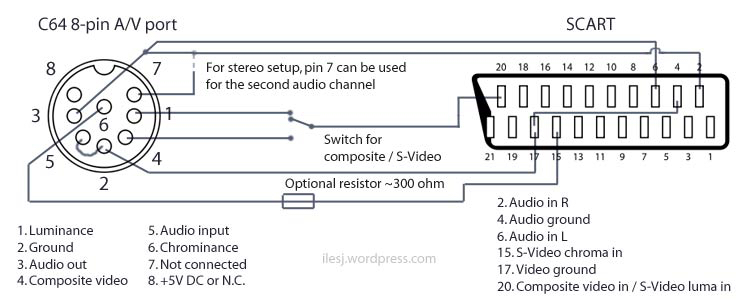 C64 8-pin A/V port
SCART
8
7
3
6
1
5
4
2
For stereo setup, pin 7 can be used
for the second audio channel
Switch for
composite / S-Video
Optional resistor ~300 ohm
20 18 16 14 12 10 8 6 4 2
21 19 17 15 13 11 9 7 5 3 1
1. Luminance
2. Ground
3. Audio out
4. Composite video
5. Audio input
6. Chrominance
7. Not connected
8. +5V DC or N.C.
ilesj.wordpress.com
2. Audio in R
4. Audio ground
6. Audio in L
15. S-Video chroma in
17. Video ground
20. Composite video in / S-Video luma in